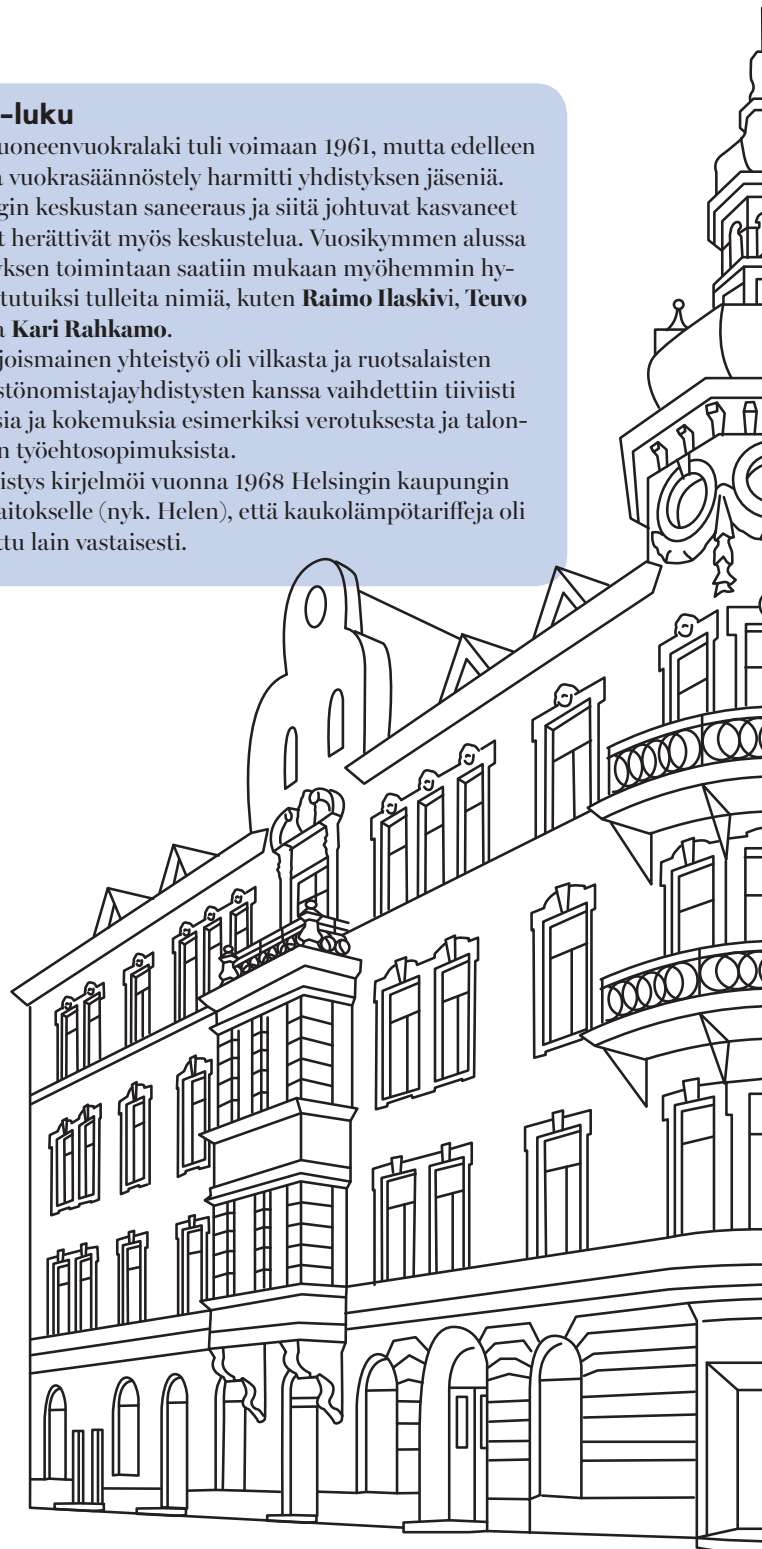 -luku
uoneenvuokralaki tuli voimaan 1961, mutta edelleen
a vuokrasäännöstely harmitti yhdistyksen jäseniä.
gin keskustan saneeraus ja siitä johtuvat kasvaneet
t herättivät myös keskustelua. Vuosikymmen alussa
yksen toimintaan saatiin mukaan myöhemmin hy-
tutuiksi tulleita nimiä, kuten Raimo Ilaskivi, Teuvo
a Kari Rahkamo.
joismainen yhteistyö oli vilkasta ja ruotsalaisten
stönomistajayhdistysten kanssa vaihdettiin tiiviisti
sia ja kokemuksia esimerkiksi verotuksesta ja talon-
n työehtosopimuksista.
istys kirjelmöi vuonna 1968 Helsingin kaupungin
aitokselle (nyk. Helen), että kaukolämpötariffeja oli
ttu lain vastaisesti.